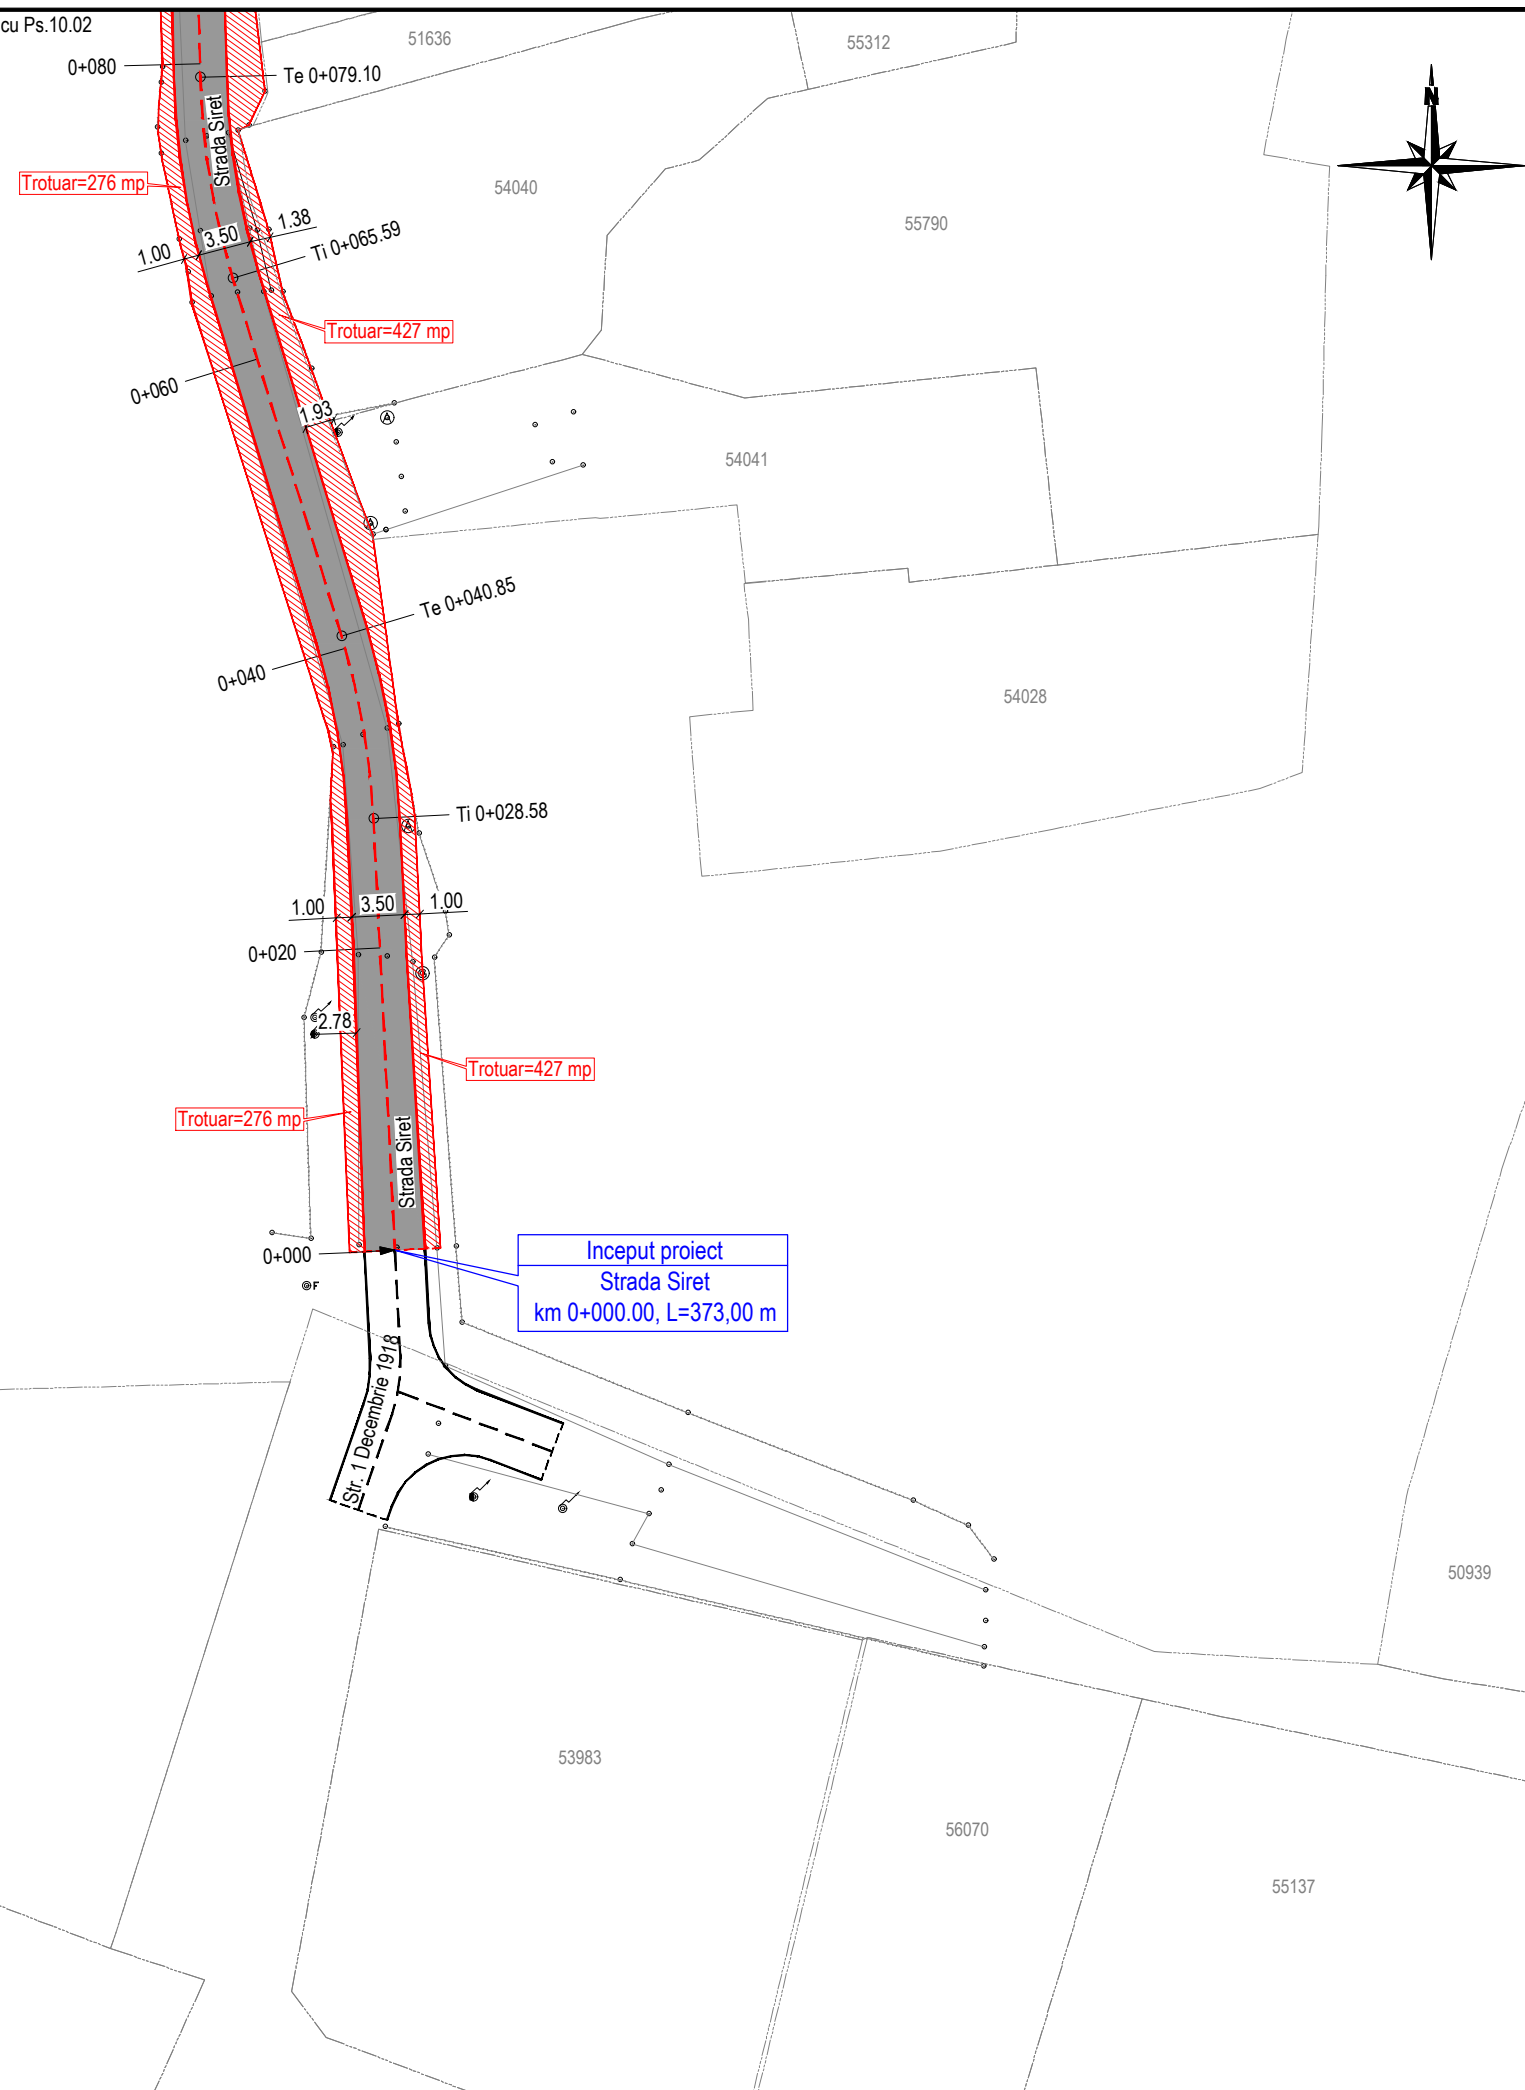 cu Ps.10.02
51636
55312
0+080
Te 0+079.10
N
Strada Siret
Trotuar=276 mp
54040
55790
1.00
3.50
1.38
Ti 0+065.59
Trotuar=427 mp
0+060
1.93
A
54041
A
Te 0+040.85
0+040
54028
Ti 0+028.58
A
1.00
3.50
1.00
0+020
G
2.78
Trotuar=427 mp
Trotuar=276 mp
Strada Siret
0+000
Inceput proiect
Strada Siret
km 0+000.00, L=373,00 m
F
Str. 1 Decembrie 1918
50939
53983
56070
55137